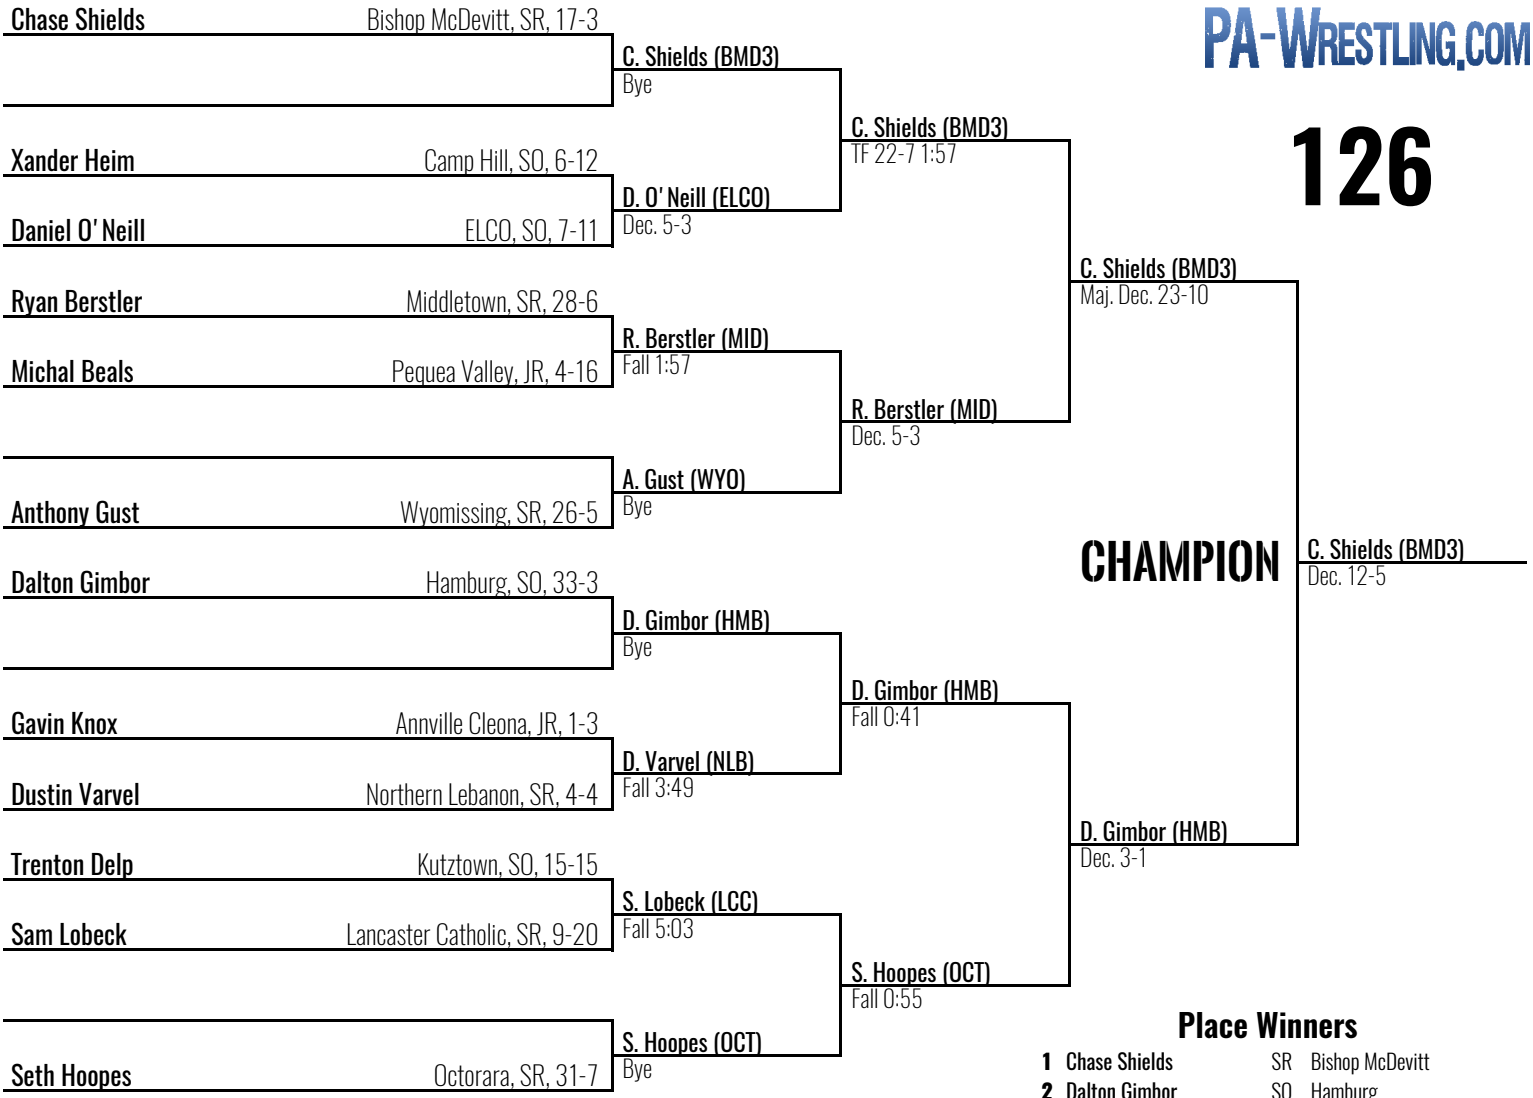 PA-WRESTLING.COM
126
Chase Shields Bishop McDevitt, SR, 17-3
C. Shields (BMD3)
Bye
C. Shields (BMD3)
TF 22-7 1:57
Xander Heim Camp Hill, SO, 6-12
D. O'Neill (ELCO)
Dec. 5-3
Daniel O'Neill ELCO, SO, 7-11
C. Shields (BMD3)
Maj. Dec. 23-10
Ryan Berstler Middletown, SR, 28-6
R. Berstler (MID)
Fall 1:57
Michal Beals Pequea Valley, JR, 4-16
R. Berstler (MID)
Dec. 5-3
A. Gust (WYO)
Bye
Anthony Gust Wyomissing, SR, 26-5
CHAMPION
C. Shields (BMD3)
Dec. 12-5
Dalton Gimbor Hamburg, SO, 33-3
D. Gimbor (HMB)
Bye
D. Gimbor (HMB)
Fall 0:41
Gavin Knox Annville Cleona, JR, 1-3
D. Varvel (NLB)
Fall 3:49
Dustin Varvel Northern Lebanon, SR, 4-4
D. Gimbor (HMB)
Dec. 3-1
Trenton Delp Kutztown, SO, 15-15
S. Lobeck (LCC)
Fall 5:03
Sam Lobeck Lancaster Catholic, SR, 9-20
S. Hoopes (OCT)
Fall 0:55
S. Hoopes (OCT)
Bye
Seth Hoopes Octorara, SR, 31-7
Place Winners
1 Chase Shields SR Bishop McDevitt
2 Dalton Gimbor SO Hamburg